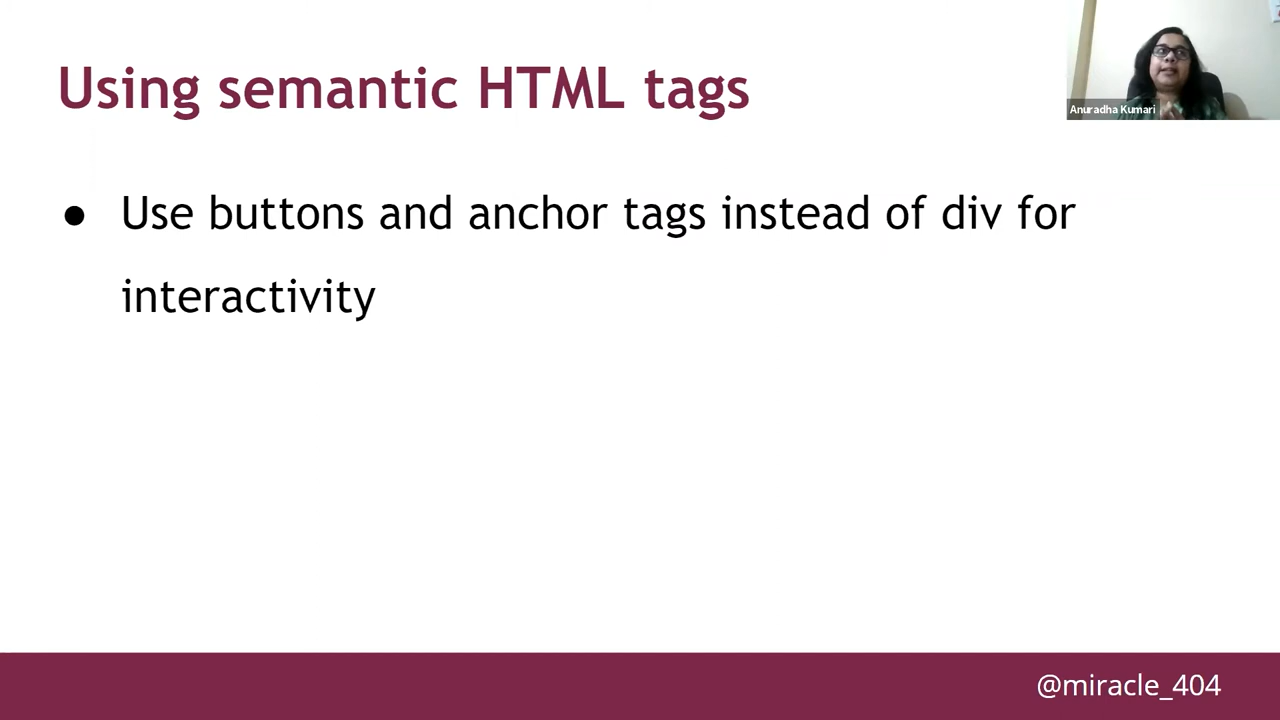 Using semantic HTML tags
Anuradha Kumari
● Use buttons and anchor tags instead of div for
interactivity
@miracle_404